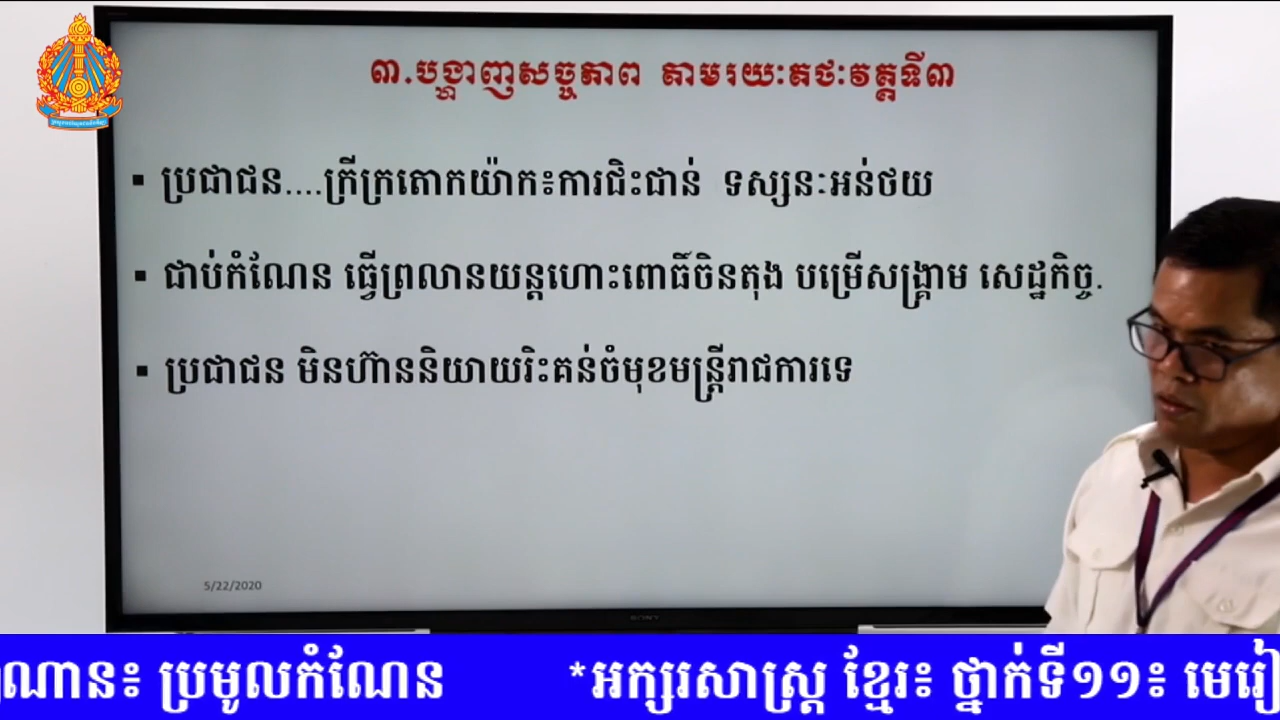 ៣.បង្ហាញសច្ចភាព តាមរយៈតថៈវត្តទី៣
▪ ប្រជាជន....ក្រីក្រតោកយ៉ាក៖ការជិះជាន់ ទស្សនៈអន់ថយ
▪ ជាប់កំណែន ធ្វើព្រលានយន្តហោះពោធិ៍ចិនតុង បម្រើសង្គ្រាម សេដ្ឋកិច្ច.
▪ ប្រជាជន មិនហ៊ាននិយាយរិះគន់ចំមុខមន្ត្រីរាជការទេ
5/22/2020
SONY
ណាន៖ ប្រមូលកំណែន *អក្សរសាស្ត្រ ខ្មែរ៖ ថ្នាក់ទី១១៖ មេរៀ